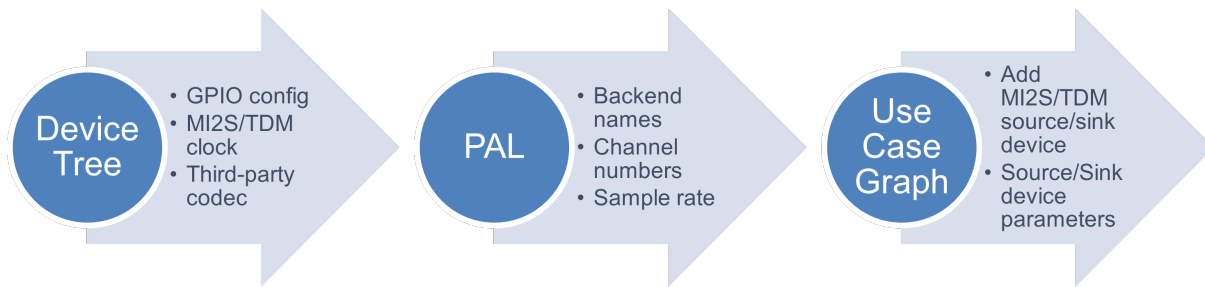 Device
Tree
• GPIO config
• MI2S/TDM
clock
• Third-party
codec
PAL
• Backend
names
• Channel
numbers
• Sample rate
Use
Case
Graph
• Add
MI2S/TDM
source/sink
device
• Source/Sink
device
parameters